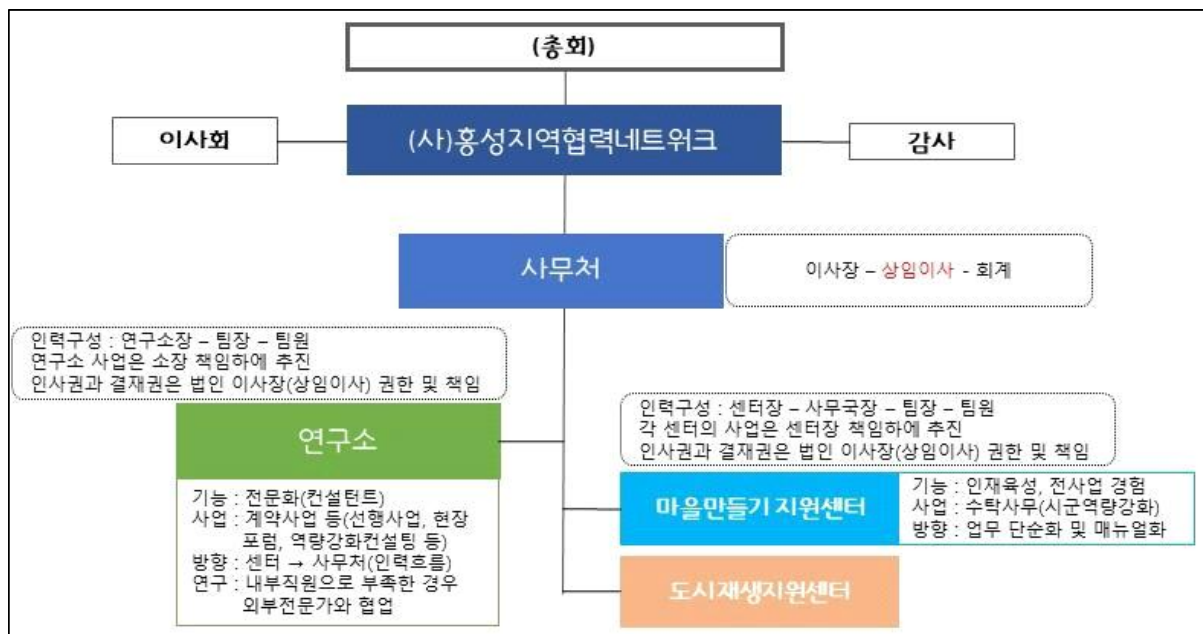 (총회)
이사회
(사)홍성지역협력네트워크
감사
사무처
이사장 – 상임이사 - 회계
인력구성 : 연구소장 – 팀장 – 팀원
연구소 사업은 소장 책임하에 추진
인사권과 결재권은 법인 이사장(상임이사) 권한 및 책임
연구소
기능 : 전문화(컨설턴트)
사업 : 계약사업 등(선행사업, 현장
포럼, 역량강화컨설팅 등)
방향 : 센터 → 사무처(인력흐름)
연구 : 내부직원으로 부족한 경우
외부전문가와 협업
인력구성 : 센터장 – 사무국장 – 팀장 – 팀원
각 센터의 사업은 센터장 책임하에 추진
인사권과 결재권은 법인 이사장(상임이사) 권한 및 책임
마을만들기 지원센터
기능 : 인재육성, 전사업 경험
사업 : 수탁사무(시군역량강화)
방향 : 업무 단순화 및 매뉴얼화
도시재생지원센터